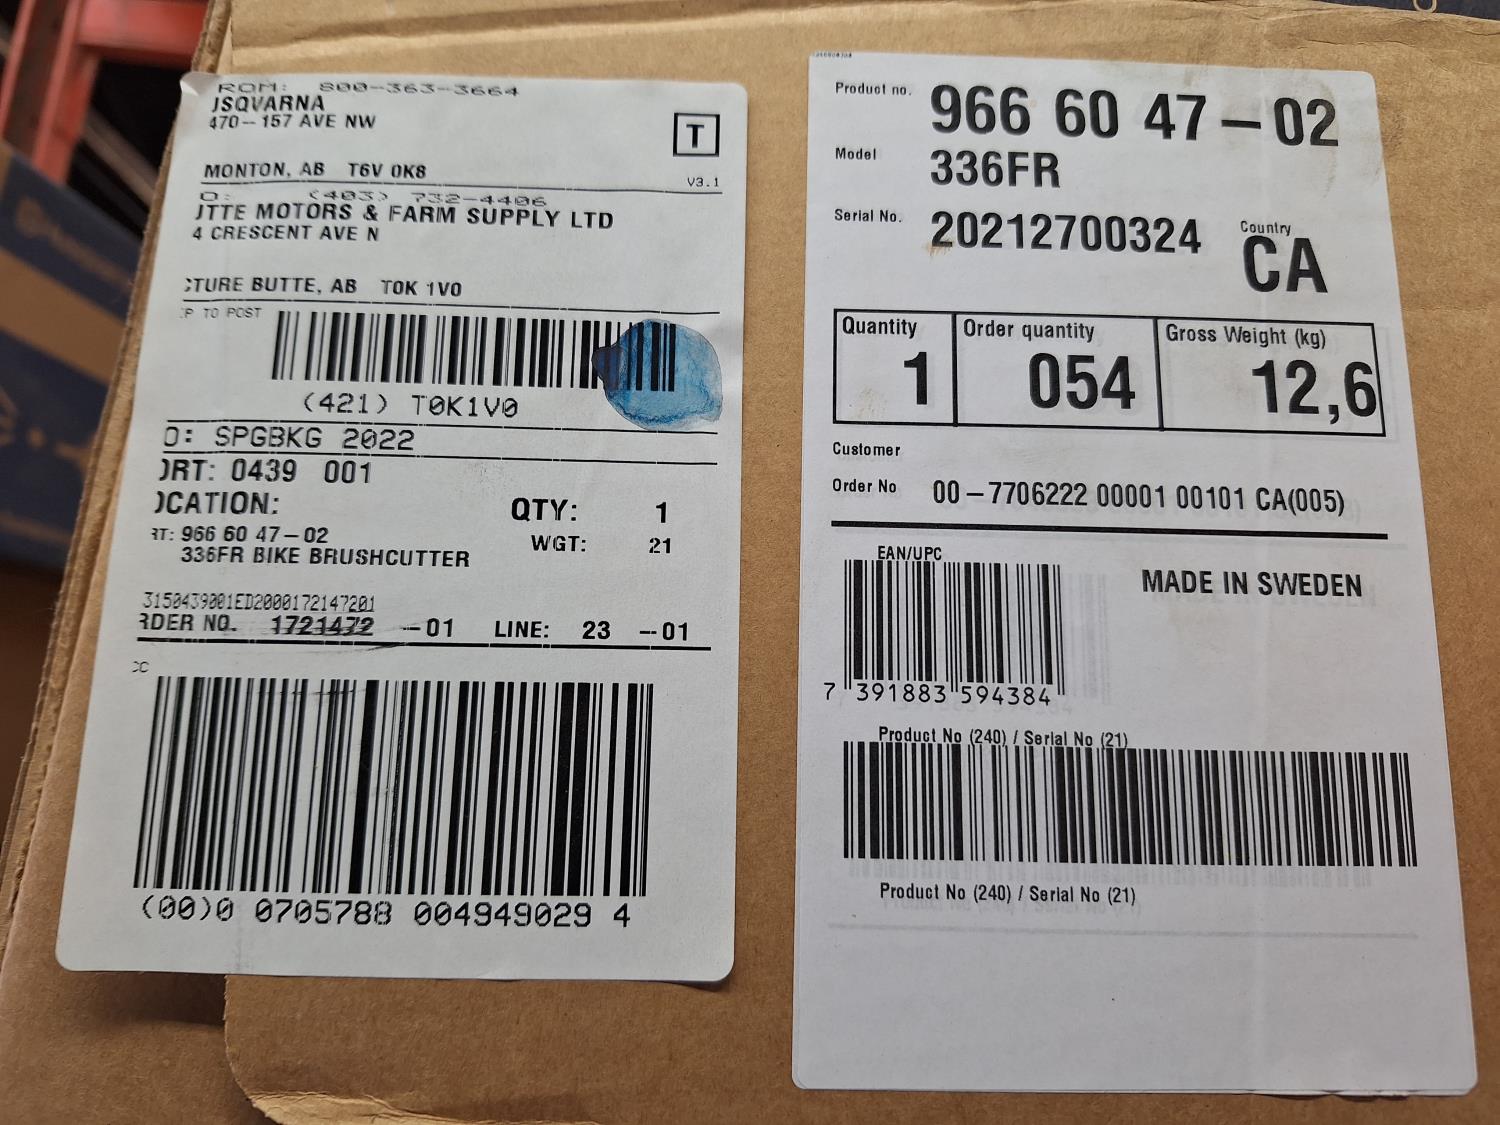 ROM: 800-363-3664
JSQVARNA
470-157 AVE NW
T
MONTON, AB T6V 0K8
V3.1
O: (403) 732-4406
JTTE MOTORS & FARM SUPPLY LTD
4 CRESCENT AVE N
CTURE BUTTE, AB T0K 1V0
P TO POST
(421) T0K1V0
O: SPGBKG 2022
ORT: 0439 001
OCATION:
QTY: 1
RT: 966 60 47-02
WGT: 21
336FR BIKE BRUSHCUTTER
3150439001ED2000172147201
RDER NO. 1721472 -01 LINE: 23 -01
CC
(00)0 0705788 004949029 4
Product no. 966 60 47-02
Model 336FR
Serial No. 20212700324
Country
CA
Quantity Order quantity Gross Weight (kg)
1 054 12,6
Customer
Order No 00-7706222 00001 00101 CA(005)
EAN/UPC
MADE IN SWEDEN
7 391883 594384
Product No (240) / Serial No (21)
Product No (240) / Serial No (21)